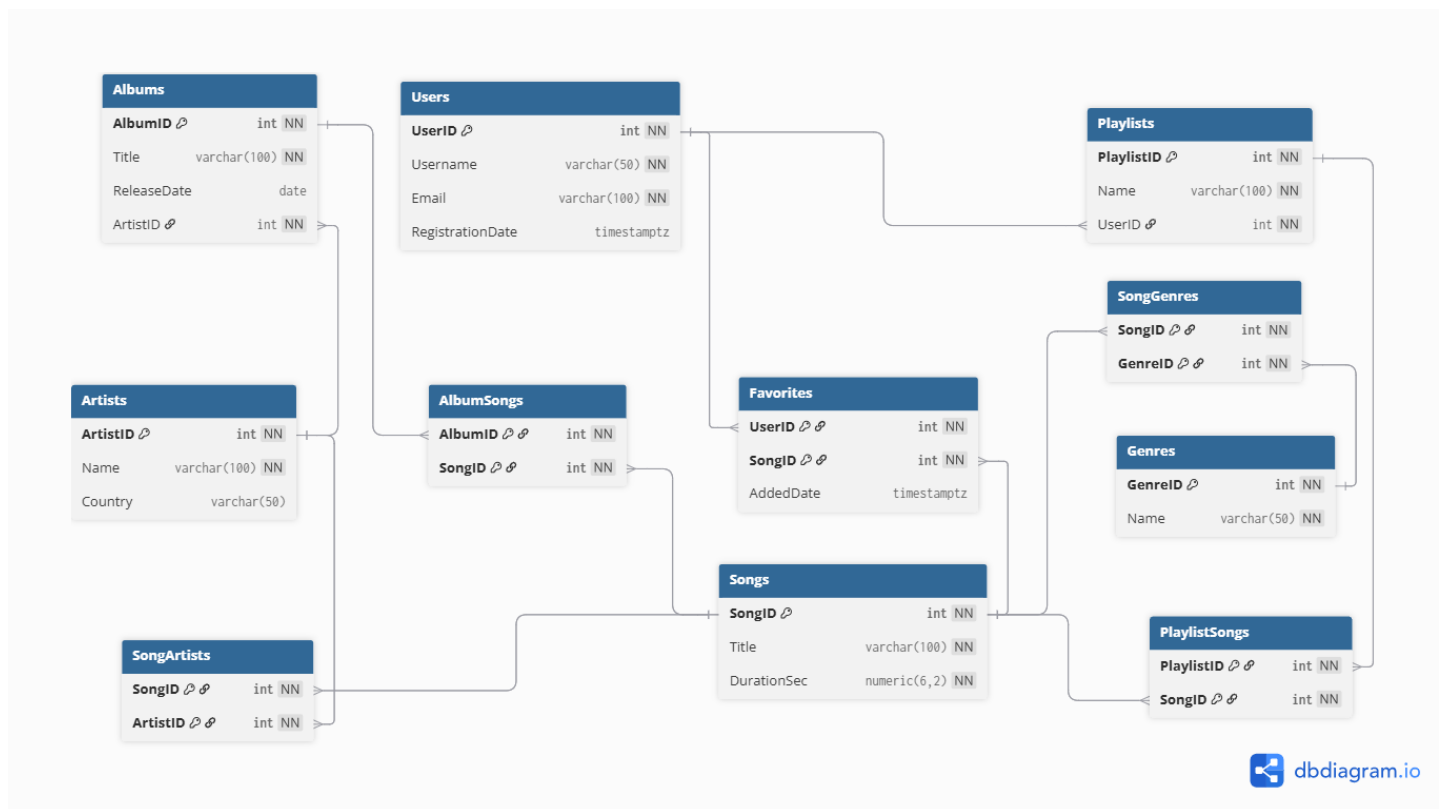 Albums
AlbumID int NN
Title varchar(100) NN
ReleaseDate date
ArtistID int NN
Users
UserID int NN
Username varchar(50) NN
Email varchar(100) NN
RegistrationDate timestamptz
Playlists
PlaylistID int NN
Name varchar(100) NN
UserID int NN
SongGenres
SongID int NN
GenreID int NN
Artists
ArtistID int NN
Name varchar(100) NN
Country varchar(50)
AlbumSongs
AlbumID int NN
SongID int NN
Favorites
UserID int NN
SongID int NN
AddedDate timestamptz
Genres
GenreID int NN
Name varchar(50) NN
Songs
SongID int NN
Title varchar(100) NN
DurationSec numeric(6,2) NN
SongArtists
SongID int NN
ArtistID int NN
PlaylistSongs
PlaylistID int NN
SongID int NN
dbdiagram.io